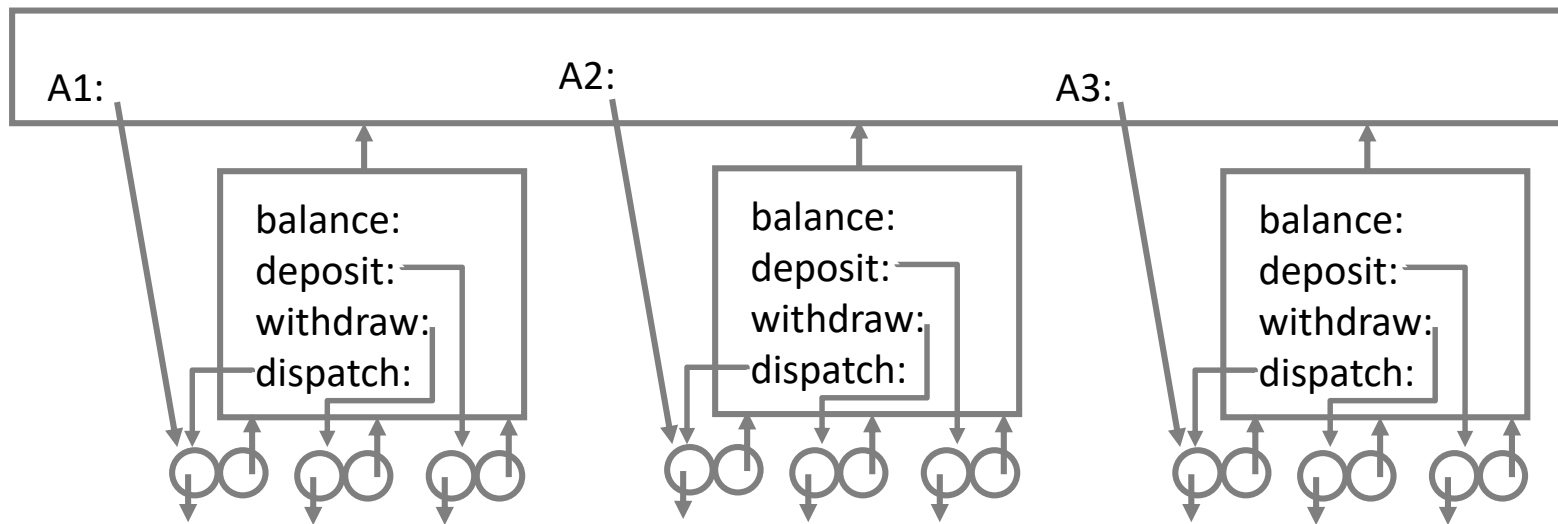 A1:
A2:
A3:
balance:
deposit:
withdraw:
dispatch:
balance:
deposit:
withdraw:
dispatch:
balance:
deposit:
withdraw:
dispatch: